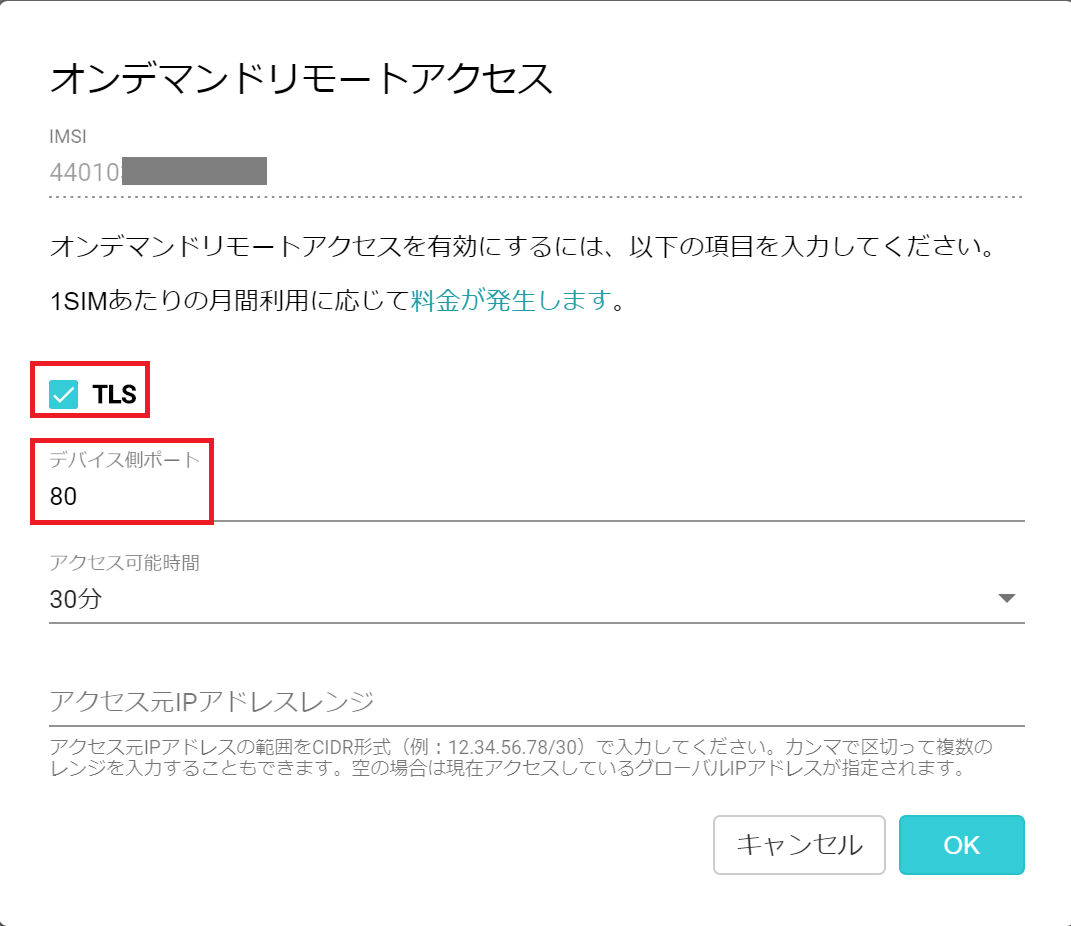 オンデマンドリモートアクセス
IMSI
44010
オンデマンドリモートアクセスを有効にするには、以下の項目を入力してください。
1SIMあたりの月間利用に応じて料金が発生します。
TLS
デバイス側ポート
80
アクセス可能時間
30分
アクセス元IPアドレスレンジ
アクセス元IPアドレスの範囲をCIDR形式（例：12.34.56.78/30）で入力してください。カンマで区切って複数の
レンジを入力することもできます。空の場合は現在アクセスしているグローバルIPアドレスが指定されます。
キャンセル
OK